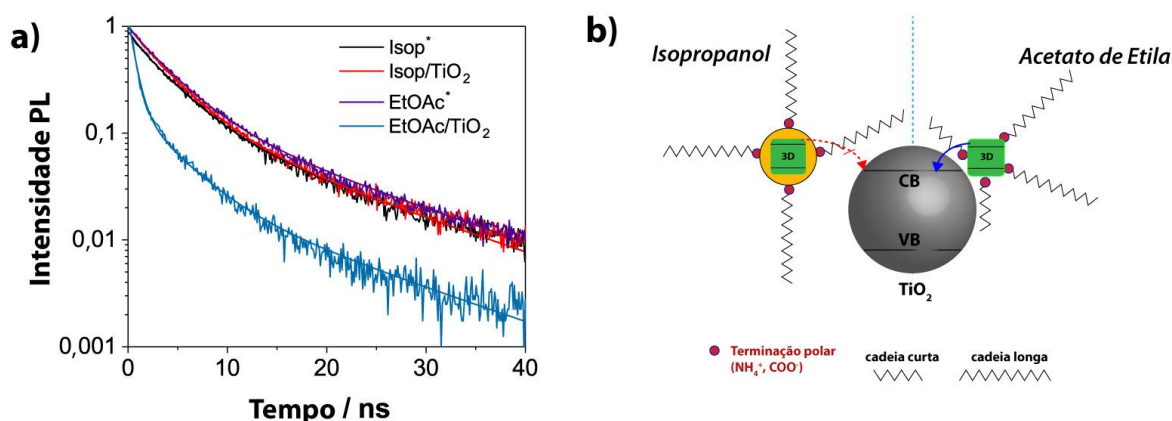 a)
Intensidade PL
1
0,1
0,01
0,001
Isop*
Isop/TiO₂
EtOAc*
EtOAc/TiO₂
0 10 20 30 40
Tempo / ns
b)
Isopropanol
Acetato de Etila
3D
3D
CB
VB
TiO₂
Terminação polar
(NH₄⁺, COO⁻)
cadeia curta
cadeia longa